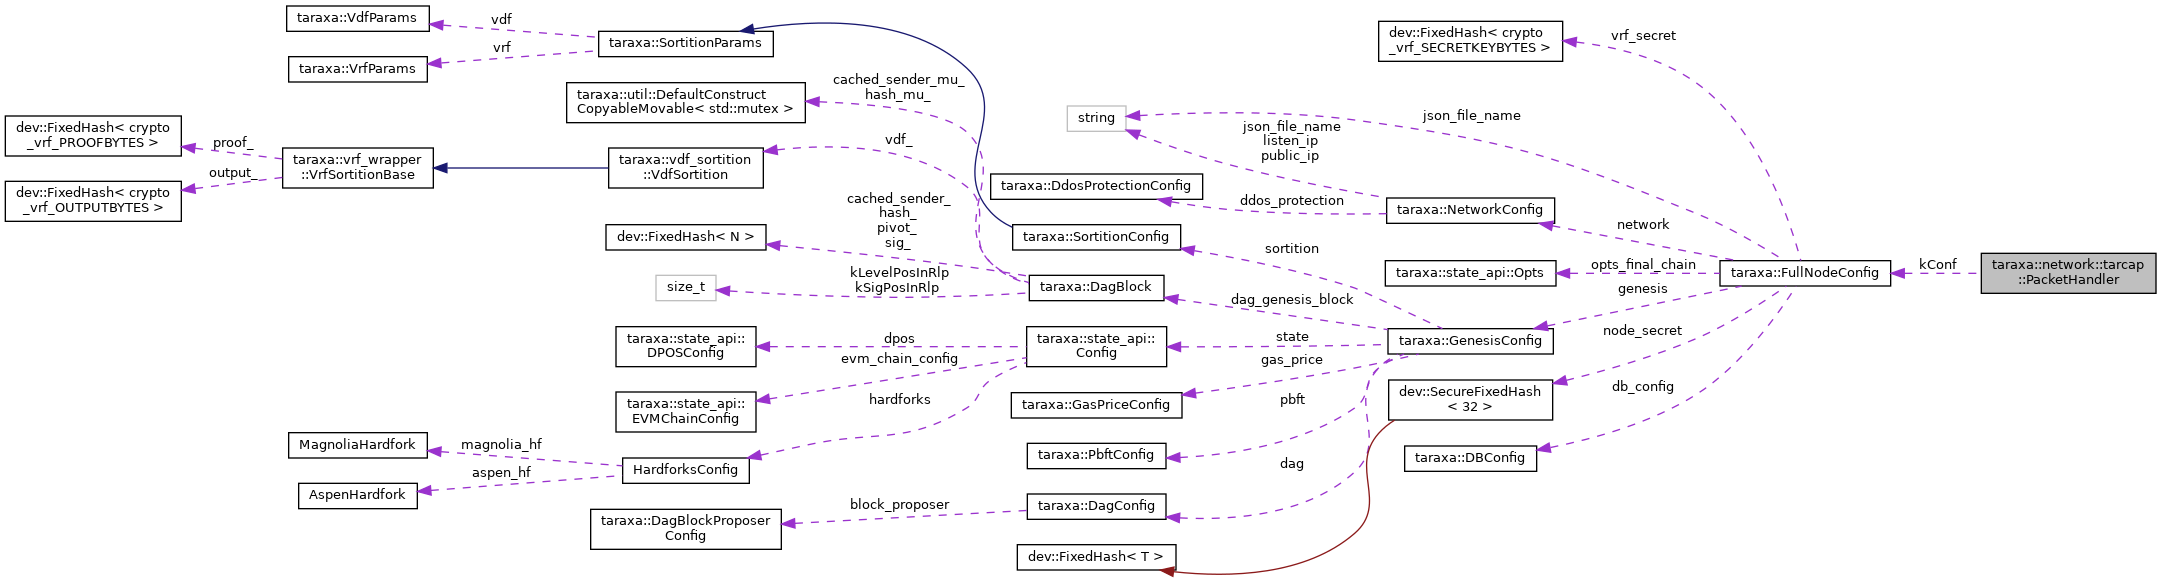 taraxa::VdfParams
vdf
taraxa::SortitionParams
vrf
taraxa::VrfParams
dev::FixedHash< crypto
_vrf_SECRETKEYBYTES >
vrf_secret
cached_sender_mu_
hash_mu_
taraxa::util::DefaultConstruct
CopyableMovable< std::mutex >
string
json_file_name
json_file_name
listen_ip
public_ip
dev::FixedHash< crypto
_vrf_PROOFBYTES >
proof_
taraxa::vrf_wrapper
::VrfSortitionBase
taraxa::vdf_sortition
::VdfSortition
vdf_
output_
dev::FixedHash< crypto
_vrf_OUTPUTBYTES >
taraxa::DdosProtectionConfig
ddos_protection
taraxa::NetworkConfig
network
cached_sender_
hash_
pivot_
sig_
dev::FixedHash< N >
taraxa::SortitionConfig
sortition
kLevelPosInRlp
kSigPosInRlp
size_t
taraxa::DagBlock
dag_genesis_block
taraxa::state_api::Opts
opts_final_chain
taraxa::FullNodeConfig
kConf
taraxa::network::tarcap
::PacketHandler
genesis
taraxa::state_api::
DPOSConfig
dpos
taraxa::state_api::
Config
state
taraxa::GenesisConfig
node_secret
evm_chain_config
gas_price
taraxa::state_api::
EVMChainConfig
hardforks
taraxa::GasPriceConfig
pbft
dev::SecureFixedHash
< 32 >
db_config
MagnoliaHardfork
magnolia_hf
HardforksConfig
taraxa::PbftConfig
taraxa::DBConfig
aspen_hf
AspenHardfork
dag
block_proposer
taraxa::DagConfig
taraxa::DagBlockProposer
Config
dev::FixedHash< T >